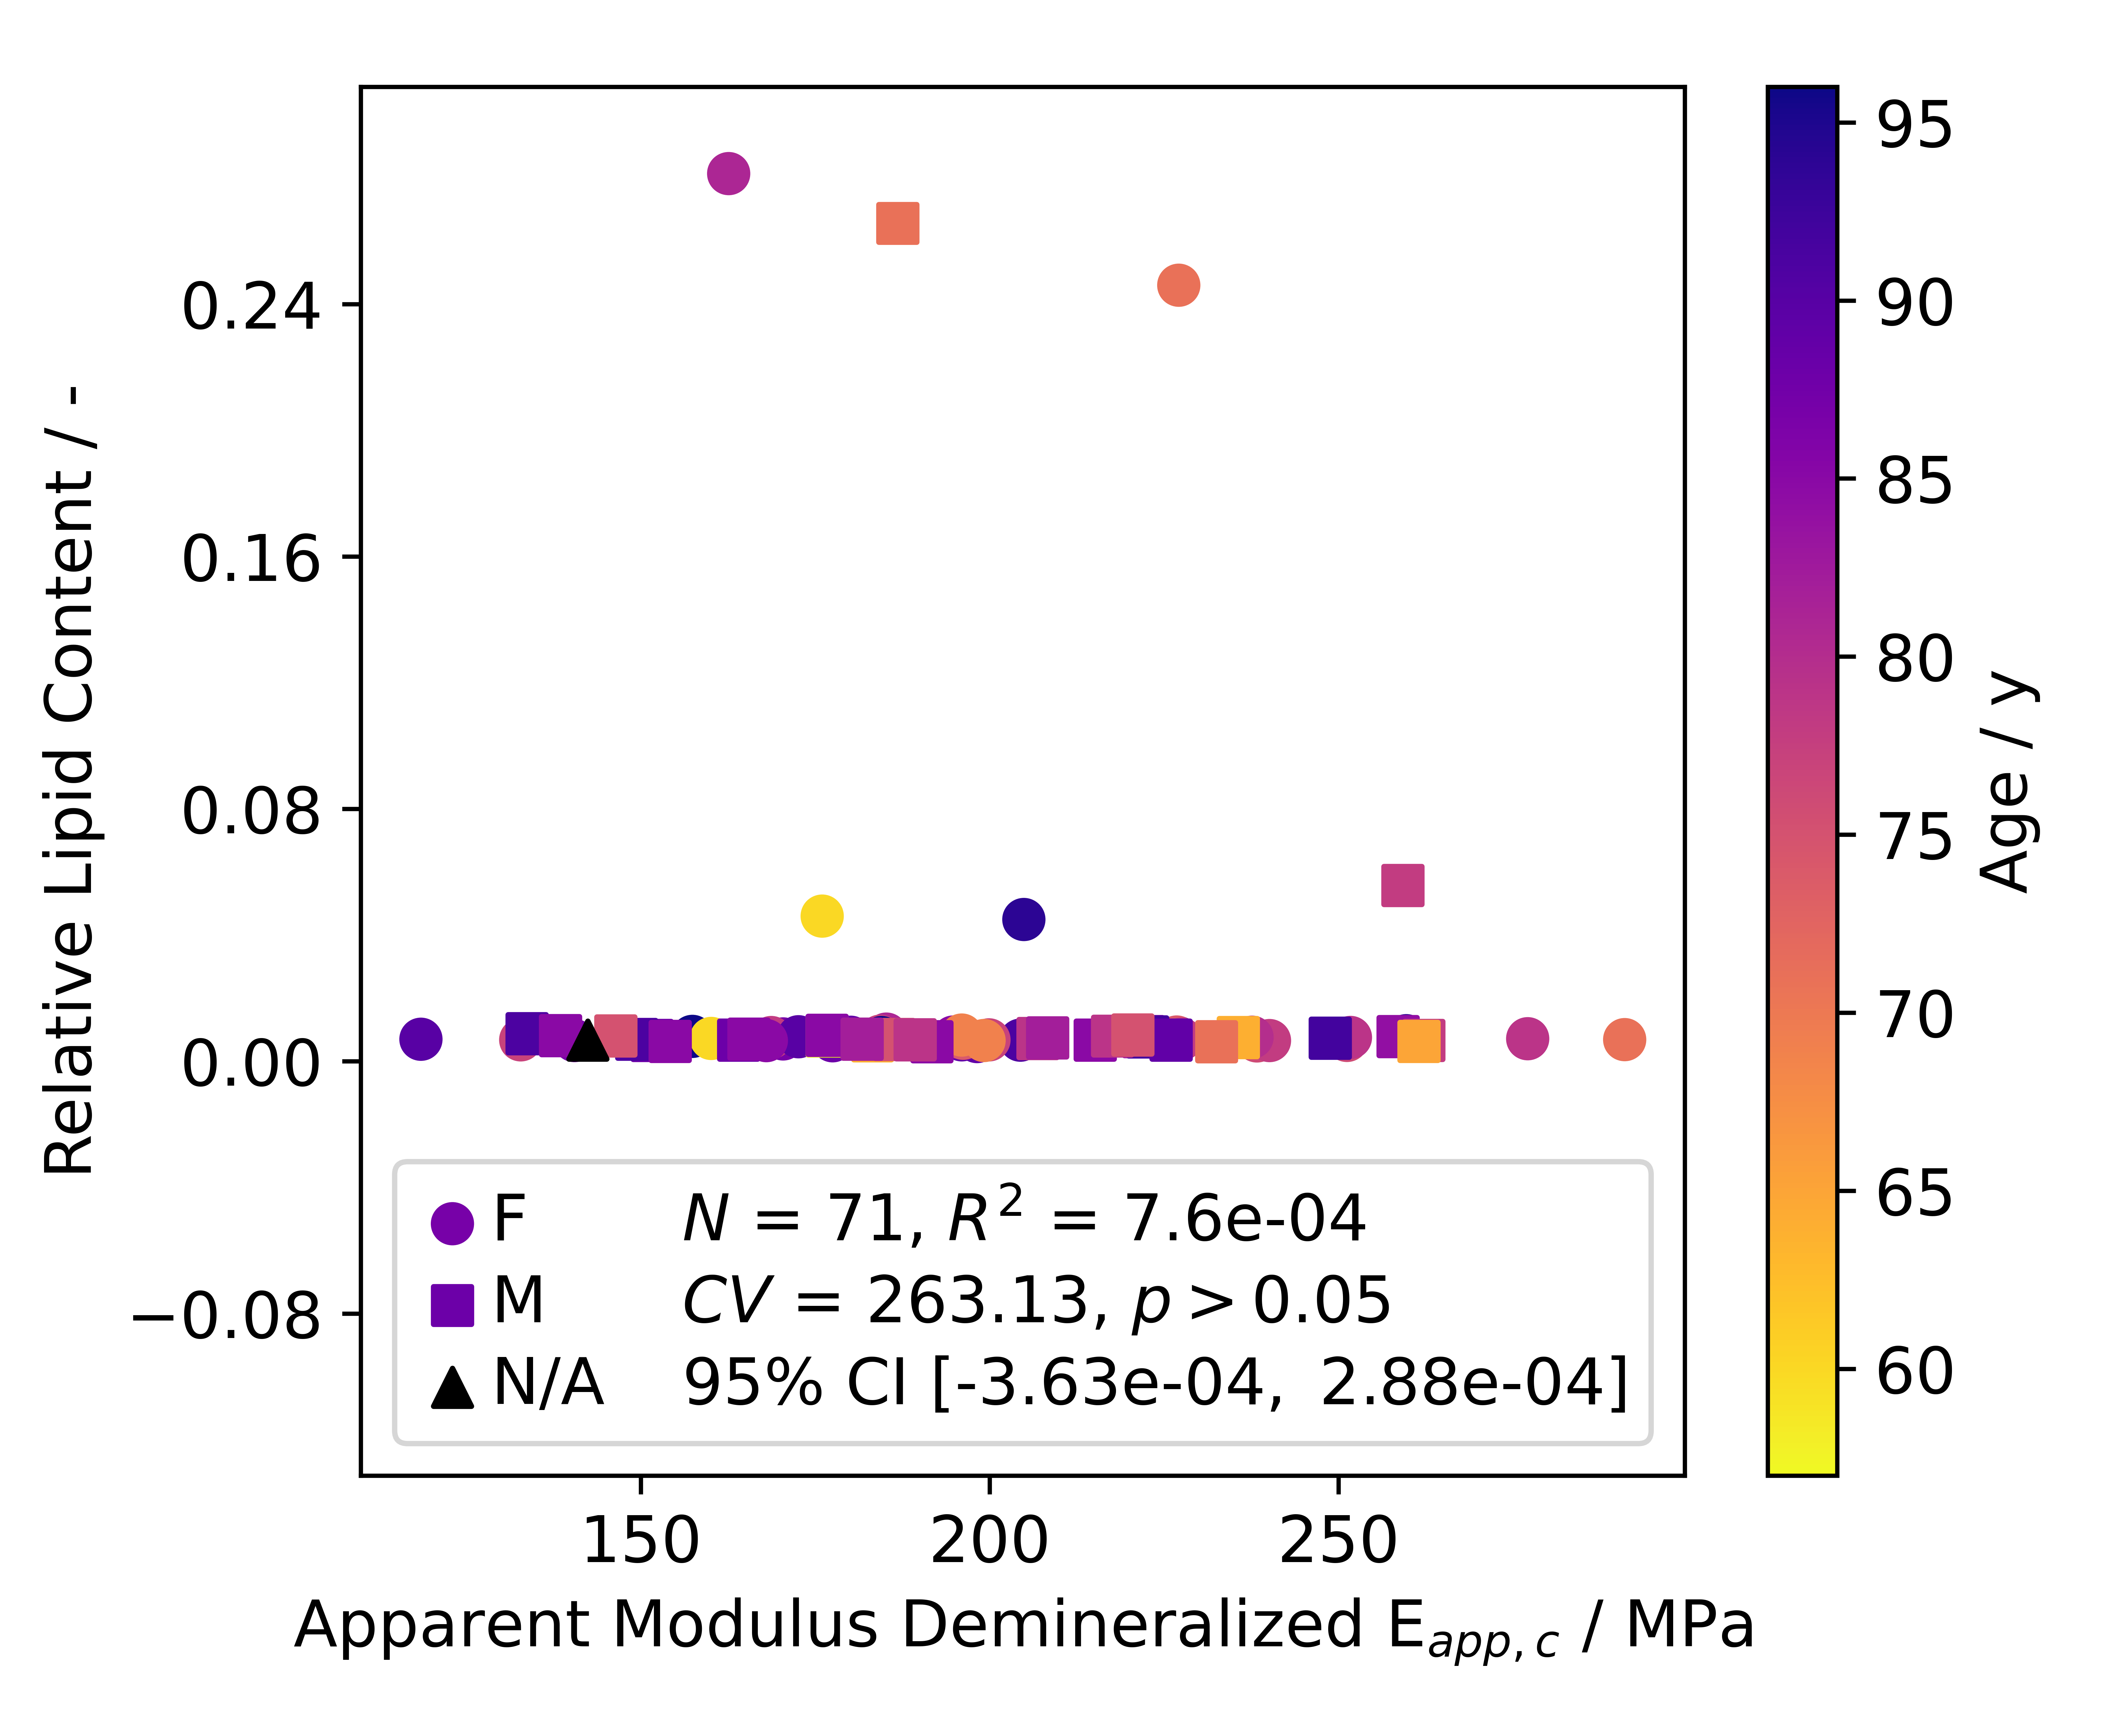 Relative Lipid Content / -
0.24
0.16
0.08
0.00
−0.08
F
M
N/A
N = 71, R² = 7.6e-04
CV = 263.13, p > 0.05
95% CI [-3.63e-04, 2.88e-04]
150 200 250
Apparent Modulus Demineralized E_app,c / MPa
95
90
85
80
75
70
65
60
Age / y